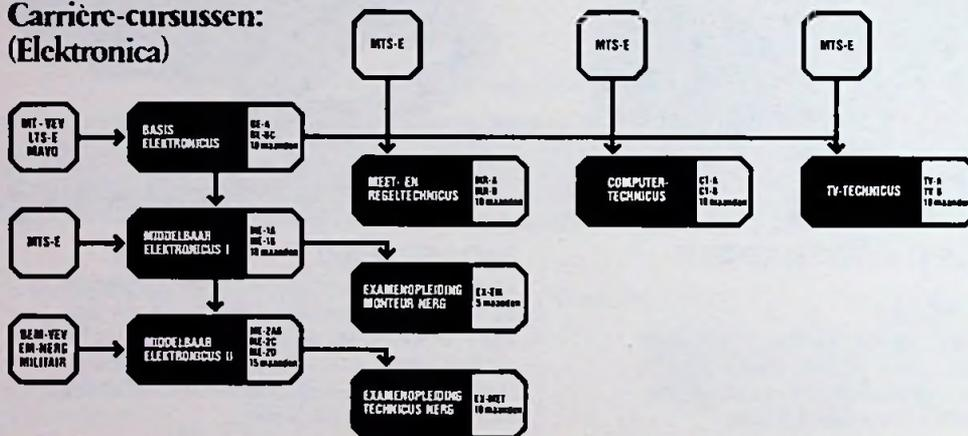 Carrière-cursussen:
(Elektronica)
MTS-E
MTS-E
MTS-E
MT-VEV
LTS-E
MAVO
BASIS
ELEKTRONICUS
BE-A
BE-BC
10 maanden
MEET- EN
REGELTECHNICUS
MR-A
MR-B
10 maanden
COMPUTER-
TECHNICUS
CT-A
CT-B
10 maanden
TV-TECHNICUS
TV-A
TV-B
10 maanden
MTS-E
MIDDELBAAR
ELEKTRONICUS I
ME-1A
ME-1B
10 maanden
EXAMENOPLEIDING
MONTEUR NERG
EX-EM
5 maanden
BEM-VEV
EM-NERG
MILITAIR
MIDDELBAAR
ELEKTRONICUS II
ME-2AB
ME-2C
ME-2D
15 maanden
EXAMENOPLEIDING
TECHNICUS NERG
EX-MET
10 maanden